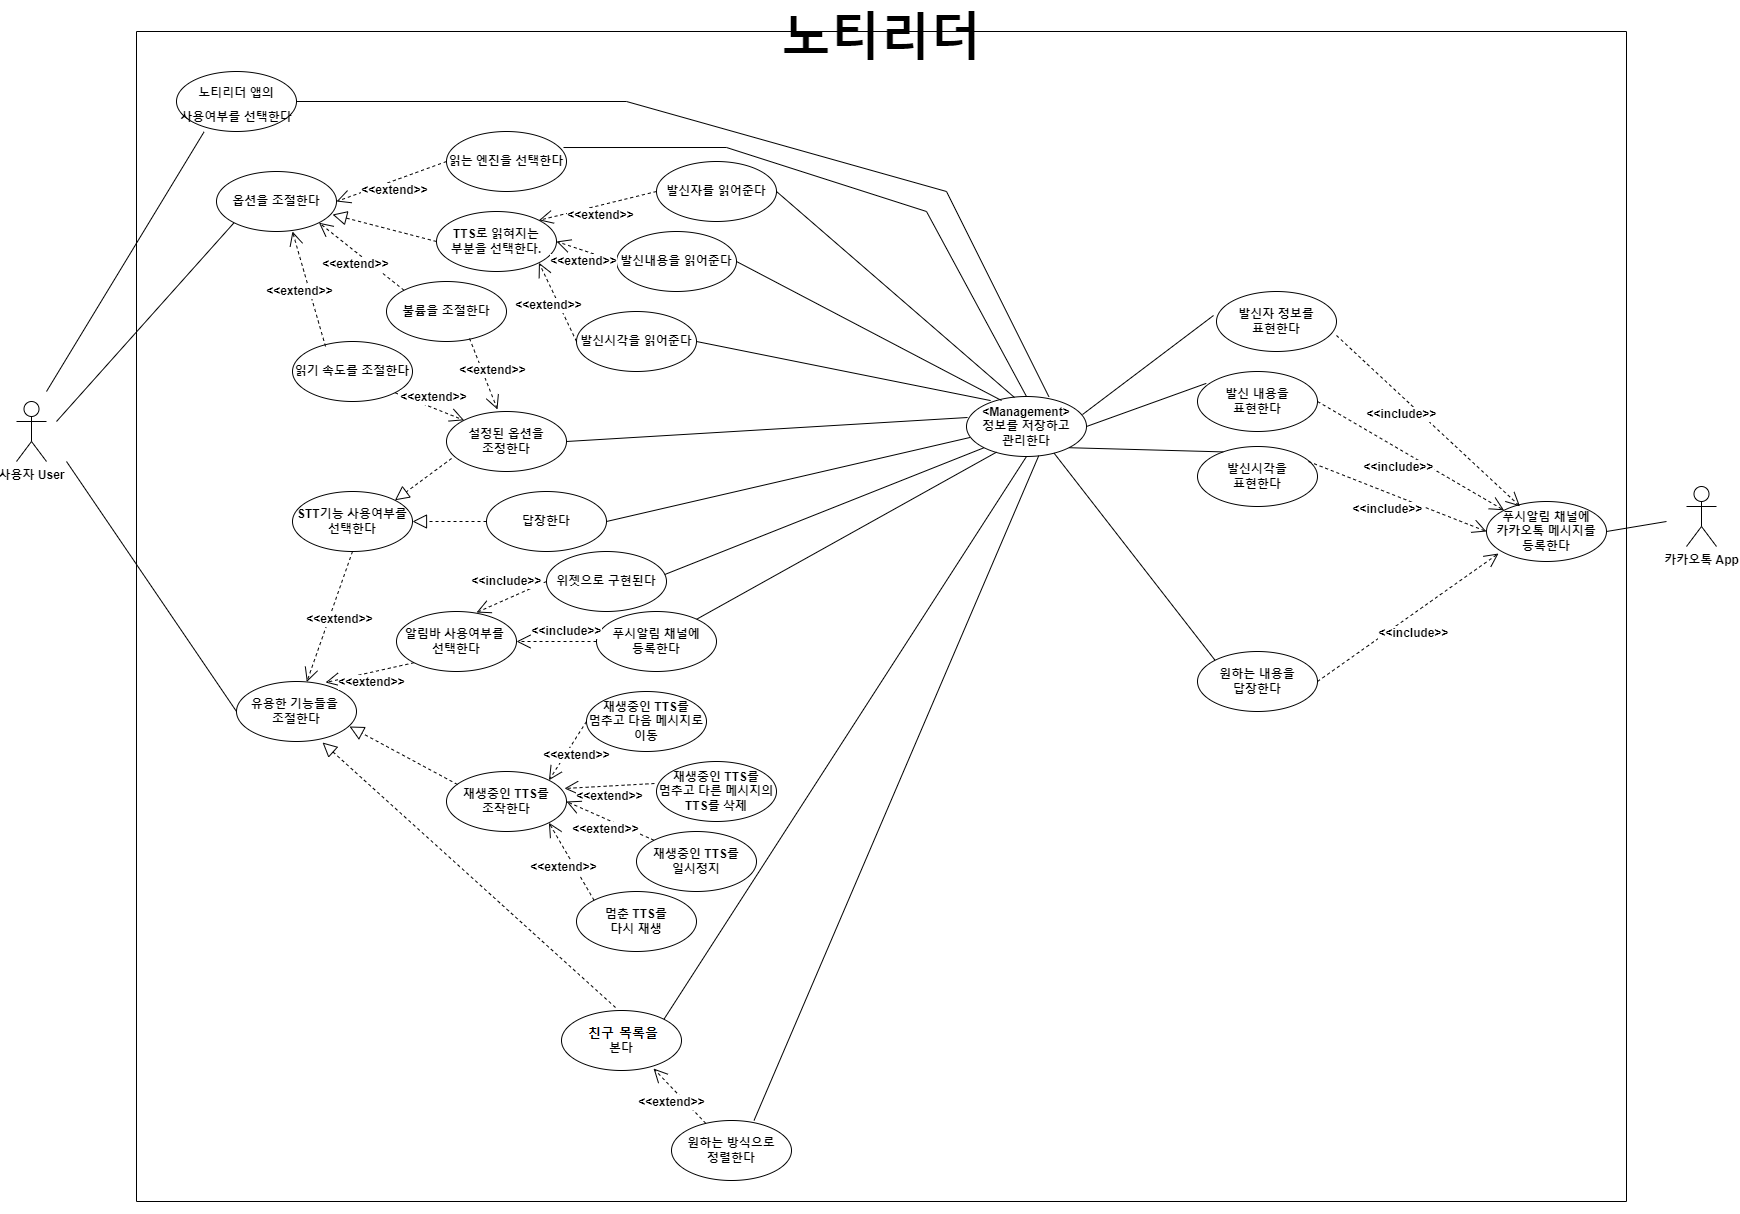 노티리더
노티리더 앱의
사용여부를 선택한다
읽는 엔진을 선택한다
<<extend>>
옵션을 조절한다
발신자를 읽어준다
<<extend>>
TTS로 읽혀지는
부분을 선택한다.
<<extend>>
발신내용을 읽어준다
<<extend>>
<<extend>>
볼륨을 조절한다
<<extend>>
발신시각을 읽어준다
읽기 속도를 조절한다
<<extend>>
<<extend>>
설정된 옵션을
조정한다
<Management>
정보를 저장하고
관리한다
발신자 정보를
표현한다
발신 내용을
표현한다
<<include>>
발신시각을
표현한다
<<include>>
<<include>>
사용자 User
푸시알림 채널에
카카오톡 메시지를
등록한다
카카오톡 App
STT기능 사용여부를
선택한다
답장한다
위젯으로 구현된다
<<include>>
<<extend>>
알림바 사용여부를
선택한다
<<include>>
푸시알림 채널에
등록한다
<<include>>
원하는 내용을
답장한다
<<extend>>
유용한 기능들을
조절한다
재생중인 TTS를
멈추고 다음 메시지로
이동
<<extend>>
재생중인 TTS를
멈추고 다른 메시지의
TTS를 삭제
<<extend>>
재생중인 TTS를
조작한다
<<extend>>
재생중인 TTS를
일시정지
<<extend>>
멈춘 TTS를
다시 재생
친구 목록을
본다
<<extend>>
원하는 방식으로
정렬한다